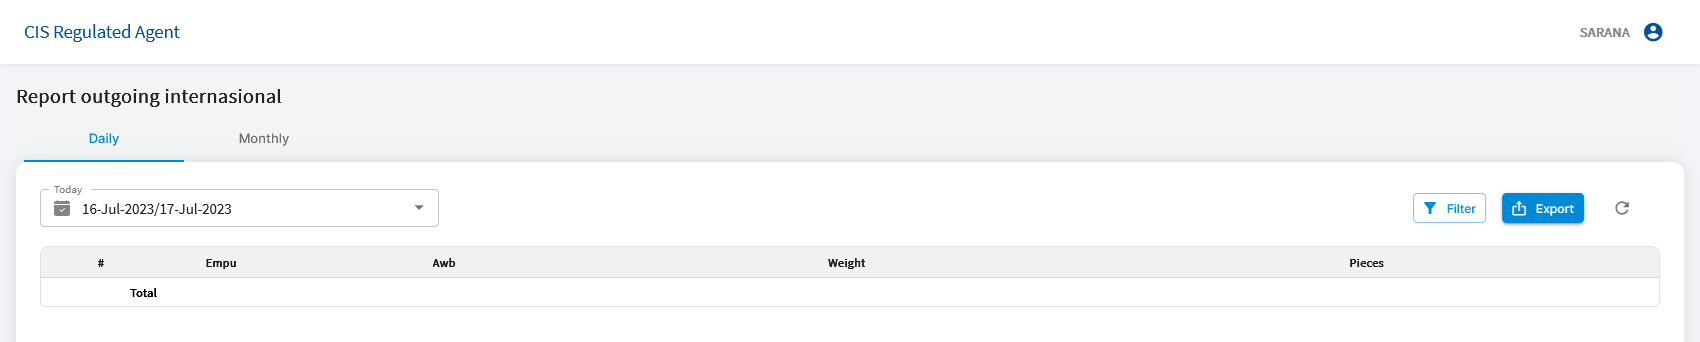 CIS Regulated Agent
SARANA
Report outgoing internasional
Daily Monthly
Today
16-Jul-2023/17-Jul-2023
Filter Export
# Empu Awb Weight Pieces
Total